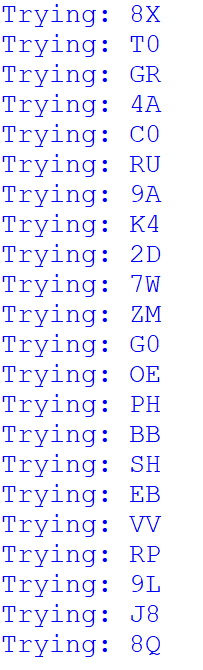 Trying: 8X
Trying: T0
Trying: GR
Trying: 4A
Trying: C0
Trying: RU
Trying: 9A
Trying: K4
Trying: 2D
Trying: 7W
Trying: ZM
Trying: G0
Trying: OE
Trying: PH
Trying: BB
Trying: SH
Trying: EB
Trying: VV
Trying: RP
Trying: 9L
Trying: J8
Trying: 8Q